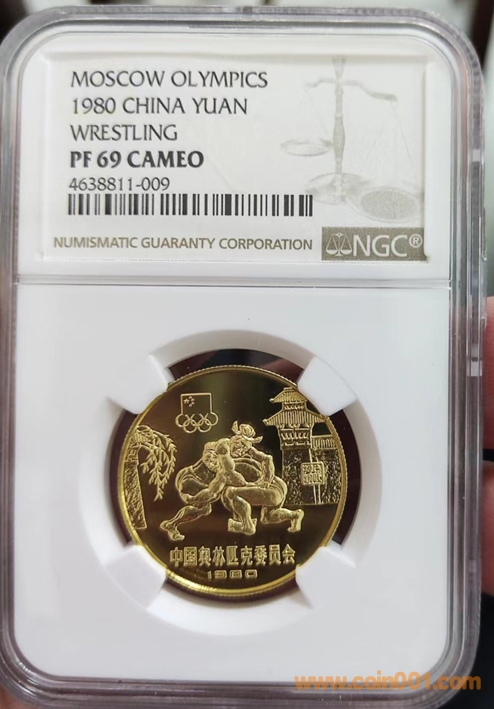 MOSCOW OLYMPICS
1980 CHINA YUAN
WRESTLING
PF 69 CAMEO
4638811-009
NUMISMATIC GUARANTY CORPORATION
NGC®
中国奥林匹克委员会
1980
www.coin001.com